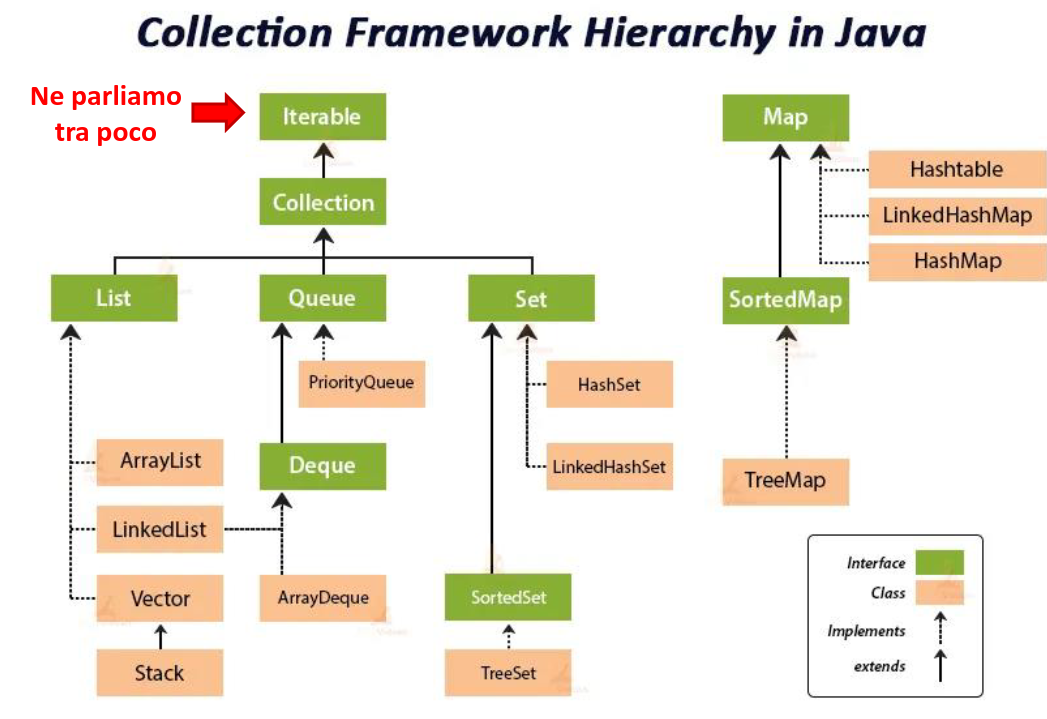 Collection Framework Hierarchy in Java
Ne parliamo
tra poco
Iterable
Map
Collection
Hashtable
LinkedHashMap
HashMap
List
Queue
Set
SortedMap
PriorityQueue
HashSet
ArrayList
Deque
LinkedHashSet
TreeMap
LinkedList
Vector
ArrayDeque
SortedSet
Stack
TreeSet
Interface
Class
Implements
extends